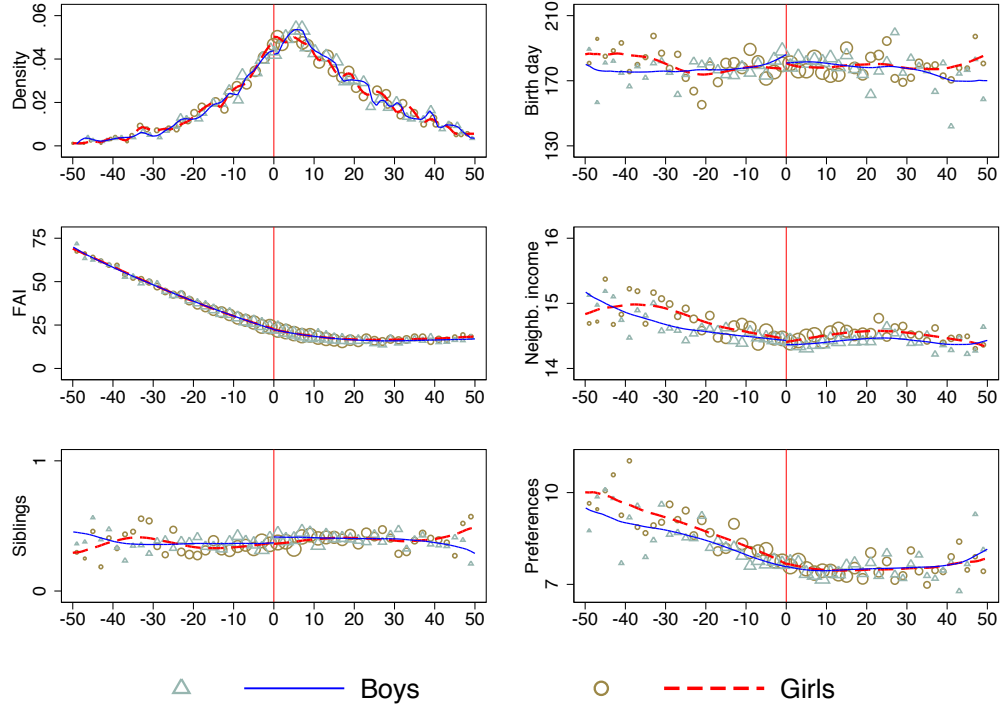 Density
0 .02 .04 .06
-50 -40 -30 -20 -10 0 10 20 30 40 50
Birth day
130 170 210
-50 -40 -30 -20 -10 0 10 20 30 40 50
FAI
0 25 50 75
-50 -40 -30 -20 -10 0 10 20 30 40 50
Neighb. income
14 15 16
-50 -40 -30 -20 -10 0 10 20 30 40 50
Siblings
0 1
-50 -40 -30 -20 -10 0 10 20 30 40 50
Preferences
7 10
-50 -40 -30 -20 -10 0 10 20 30 40 50
Boys Girls